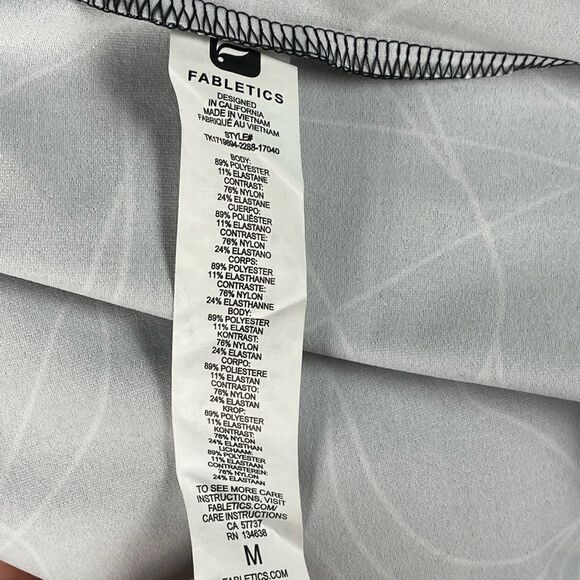 FABLETICS
DESIGNED
IN CALIFORNIA
MADE IN VIETNAM
FABRIQUÉ AU VIETNAM
STYLE#
TK1719894-2288-17040
BODY:
89% POLYESTER
11% ELASTANE
CONTRAST:
76% NYLON
24% ELASTANE
CUERPO:
89% POLIÉSTER
11% ELASTANO
CONTRASTE:
76% NYLON
24% ELASTANO
CORPS:
89% POLYESTER
11% ELASTHANNE
CONTRASTE:
76% NYLON
24% ELASTHANNE
BODY:
89% POLYESTER
11% ELASTAN
KONTRAST:
76% NYLON
24% ELASTAN
CORPO:
89% POLIESTERE
11% ELASTAN
CONTRASTO:
76% NYLON
24% ELASTAN
KROP:
89% POLYESTER
11% ELASTHAN
KONTRAST:
76% NYLON
24% ELASTHAN
LICHAAM:
89% POLYESTER
11% ELASTAAN
CONTRASTEREN:
76% NYLON
24% ELASTAAN
TO SEE MORE CARE
INSTRUCTIONS, VISIT
FABLETICS.COM/
CARE INSTRUCTIONS
CA 57737
RN 134838
M
FABLETICS.COM